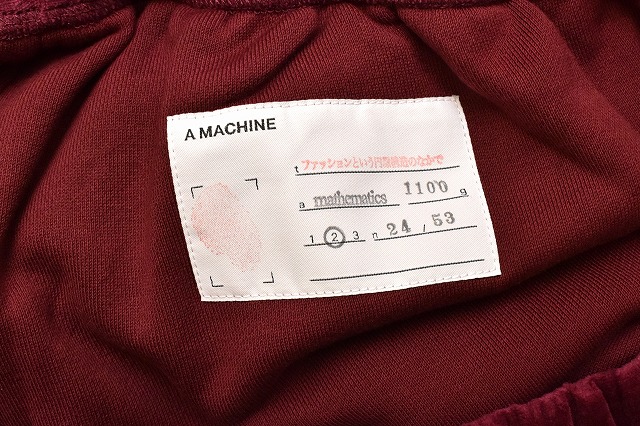 A MACHINE
t ファッションという円環構造のなかで
a mathematics 1100 g
1 2 3 n 24 / 53